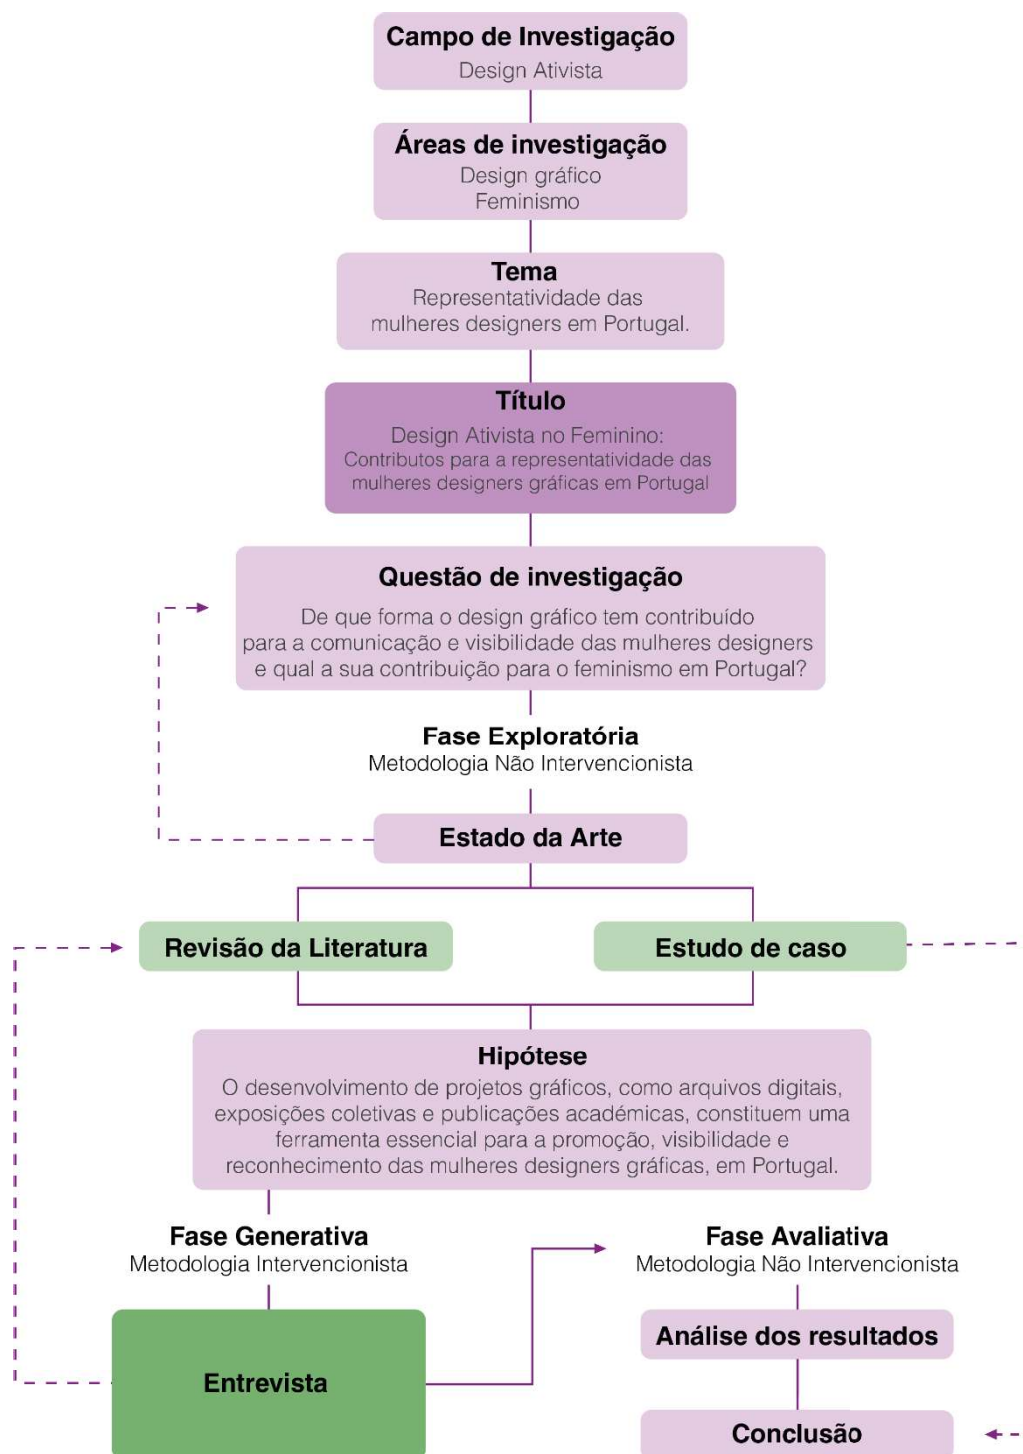 Campo de Investigação
Design Ativista
Áreas de investigação
Design gráfico
Feminismo
Tema
Representatividade das
mulheres designers em Portugal.
Título
Design Ativista no Feminino:
Contributos para a representatividade das
mulheres designers gráficas em Portugal
Questão de investigação
De que forma o design gráfico tem contribuído
para a comunicação e visibilidade das mulheres designers
e qual a sua contribuição para o feminismo em Portugal?
Fase Exploratória
Metodologia Não Intervencionista
Estado da Arte
Revisão da Literatura
Estudo de caso
Hipótese
O desenvolvimento de projetos gráficos, como arquivos digitais,
exposições coletivas e publicações académicas, constituem uma
ferramenta essencial para a promoção, visibilidade e
reconhecimento das mulheres designers gráficas, em Portugal.
Fase Generativa
Metodologia Intervencionista
Entrevista
Fase Avaliativa
Metodologia Não Intervencionista
Análise dos resultados
Conclusão